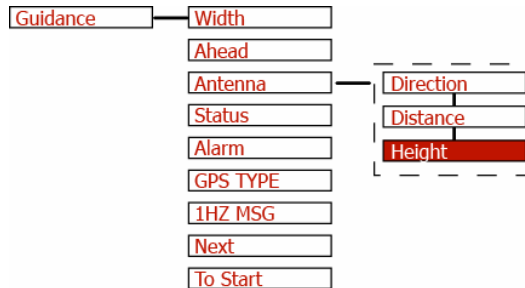 Guidance
Width
Ahead
Antenna
Status
Alarm
GPS TYPE
1HZ MSG
Next
To Start
Direction
Distance
Height